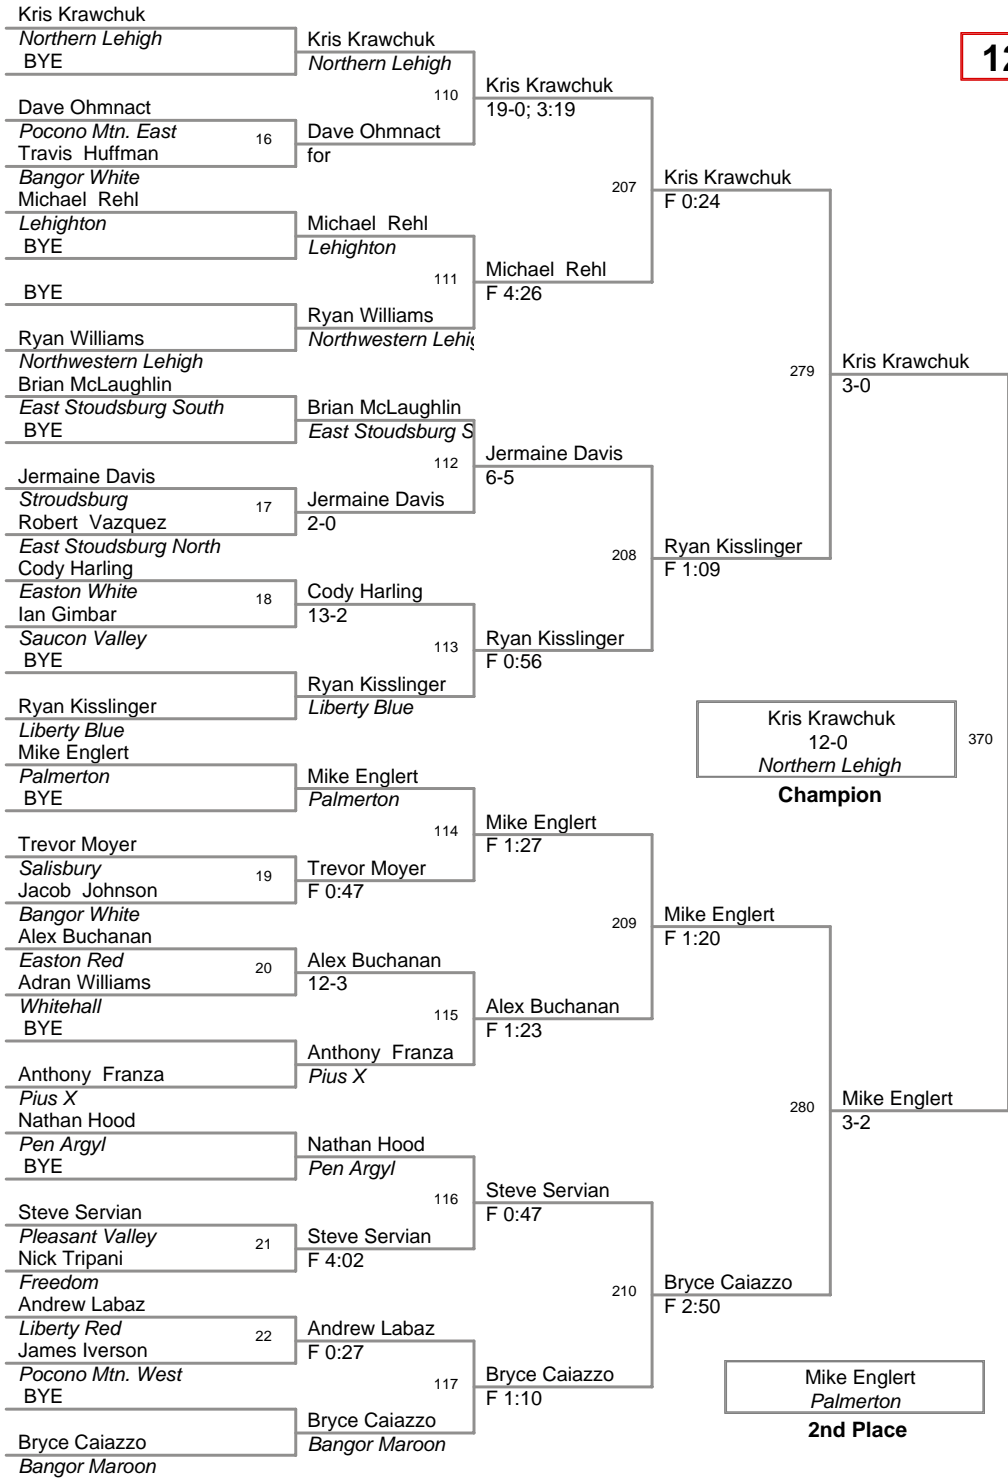 Kris Krawchuk
Northern Lehigh
BYE
Dave Ohmnact
Pocono Mtn. East
16
Travis Huffman
Bangor White
Michael Rehl
Lehighton
BYE
BYE
Ryan Williams
Northwestern Lehigh
Brian McLaughlin
East Stoudsburg South
BYE
Jermaine Davis
Stroudsburg
17
Robert Vazquez
East Stoudsburg North
Cody Harling
Easton White
18
Ian Gimbar
Saucon Valley
BYE
Ryan Kisslinger
Liberty Blue
Mike Englert
Palmerton
BYE
Trevor Moyer
Salisbury
19
Jacob Johnson
Bangor White
Alex Buchanan
Easton Red
20
Adran Williams
Whitehall
BYE
Anthony Franza
Pius X
Nathan Hood
Pen Argyl
BYE
Steve Servian
Pleasant Valley
21
Nick Tripani
Freedom
Andrew Labaz
Liberty Red
22
James Iverson
Pocono Mtn. West
BYE
Bryce Caiazzo
Bangor Maroon
Kris Krawchuk
Northern Lehigh
110
Dave Ohmnact
for
Michael Rehl
Lehighton
111
Ryan Williams
Northwestern Lehig
Brian McLaughlin
East Stoudsburg S
112
Jermaine Davis
2-0
Cody Harling
13-2
113
Ryan Kisslinger
Liberty Blue
Mike Englert
Palmerton
114
Trevor Moyer
F 0:47
Alex Buchanan
12-3
115
Anthony Franza
Pius X
Nathan Hood
Pen Argyl
116
Steve Servian
F 4:02
Andrew Labaz
F 0:27
117
Bryce Caiazzo
Bangor Maroon
Kris Krawchuk
19-0; 3:19
207
Michael Rehl
F 4:26
Jermaine Davis
6-5
208
Ryan Kisslinger
F 0:56
Mike Englert
F 1:27
209
Alex Buchanan
F 1:23
Steve Servian
F 0:47
210
Bryce Caiazzo
F 1:10
Kris Krawchuk
F 0:24
279
Ryan Kisslinger
F 1:09
Mike Englert
F 1:20
280
Bryce Caiazzo
F 2:50
12
Kris Krawchuk
3-0
Kris Krawchuk
12-0
Northern Lehigh
370
Champion
Mike Englert
3-2
Mike Englert
Palmerton
2nd Place